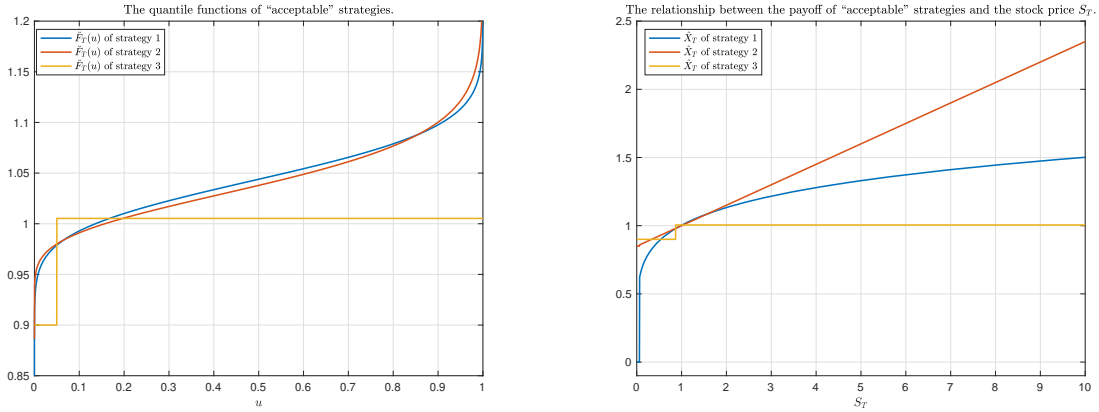 The quantile functions of “acceptable” strategies.
F̌_T(u) of strategy 1
F̌_T(u) of strategy 2
F̌_T(u) of strategy 3
1.2
1.15
1.1
1.05
1
0.95
0.9
0.85
0 0.1 0.2 0.3 0.4 0.5 0.6 0.7 0.8 0.9 1
u
The relationship between the payoff of “acceptable” strategies and the stock price S_T.
X̂_T of strategy 1
X̂_T of strategy 2
X̂_T of strategy 3
2.5
2
1.5
1
0.5
0
0 1 2 3 4 5 6 7 8 9 10
S_T